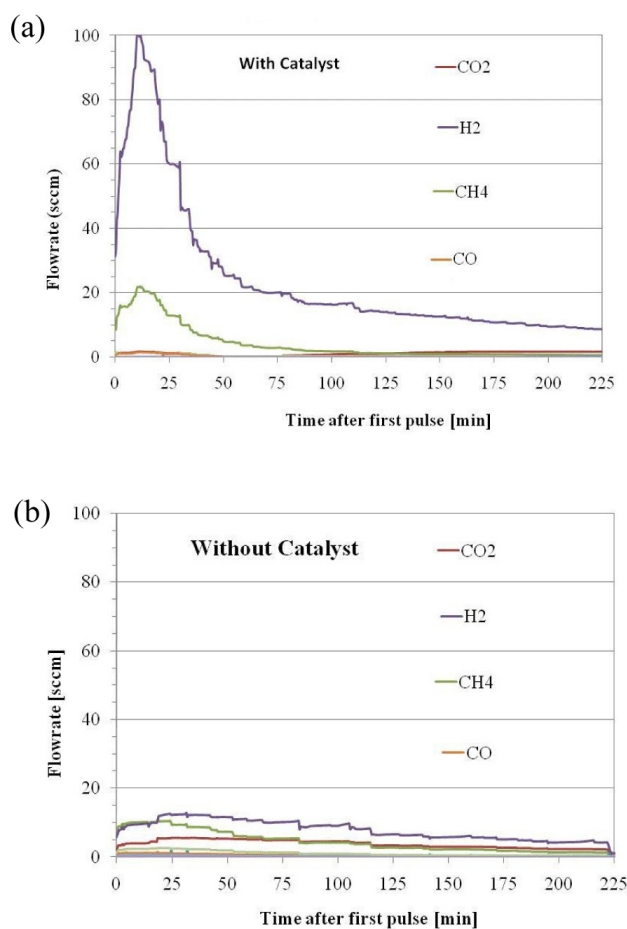 (a)
With Catalyst
CO2
H2
CH4
CO
Flowrate (sccm)
100
80
60
40
20
0
0 25 50 75 100 125 150 175 200 225
Time after first pulse [min]
(b)
Without Catalyst
CO2
H2
CH4
CO
Flowrate [sccm]
100
80
60
40
20
0
0 25 50 75 100 125 150 175 200 225
Time after first pulse [min]